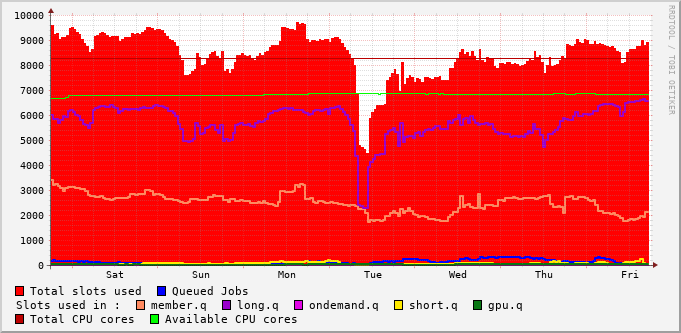 10000
9000
8000
7000
6000
5000
4000
3000
2000
1000
0
Sat Sun Mon Tue Wed Thu Fri
RRDTOOL / TOBI OETIKER
Total slots used Queued Jobs
Slots used in : member.q long.q ondemand.q short.q gpu.q
Total CPU cores Available CPU cores